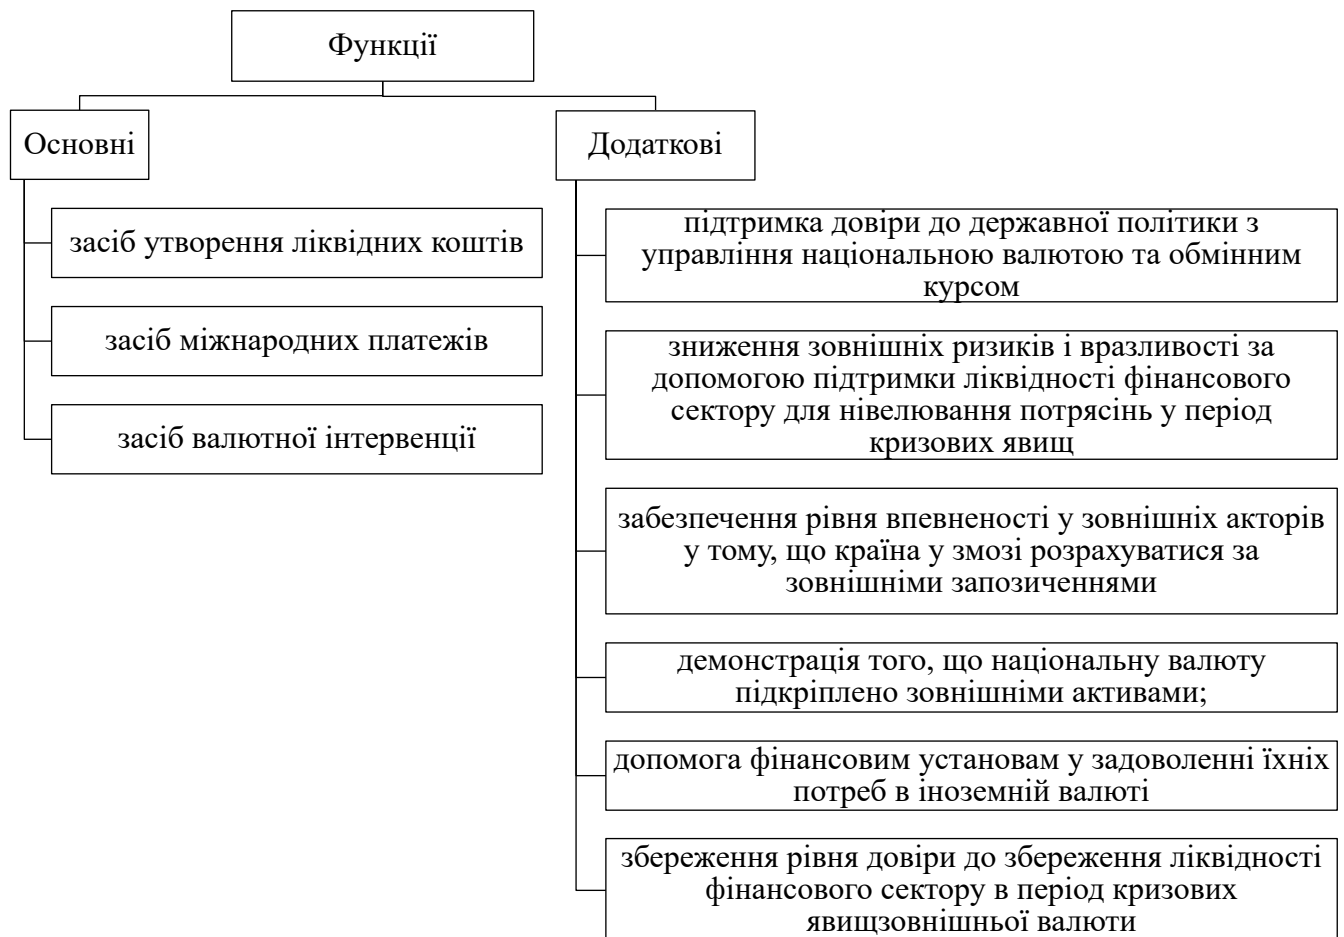 Функції
Основні
засіб утворення ліквідних коштів
засіб міжнародних платежів
засіб валютної інтервенції
Додаткові
підтримка довіри до державної політики з
управління національною валютою та обмінним
курсом
зниження зовнішніх ризиків і вразливості за
допомогою підтримки ліквідності фінансового
сектору для нівелювання потрясінь у період
кризових явищ
забезпечення рівня впевненості у зовнішніх акторів
у тому, що країна у змозі розрахуватися за
зовнішніми запозиченнями
демонстрація того, що національну валюту
підкріплено зовнішніми активами;
допомога фінансовим установам у задоволенні їхніх
потреб в іноземній валюті
збереження рівня довіри до збереження ліквідності
фінансового сектору в період кризових
явищзовнішньої валюти